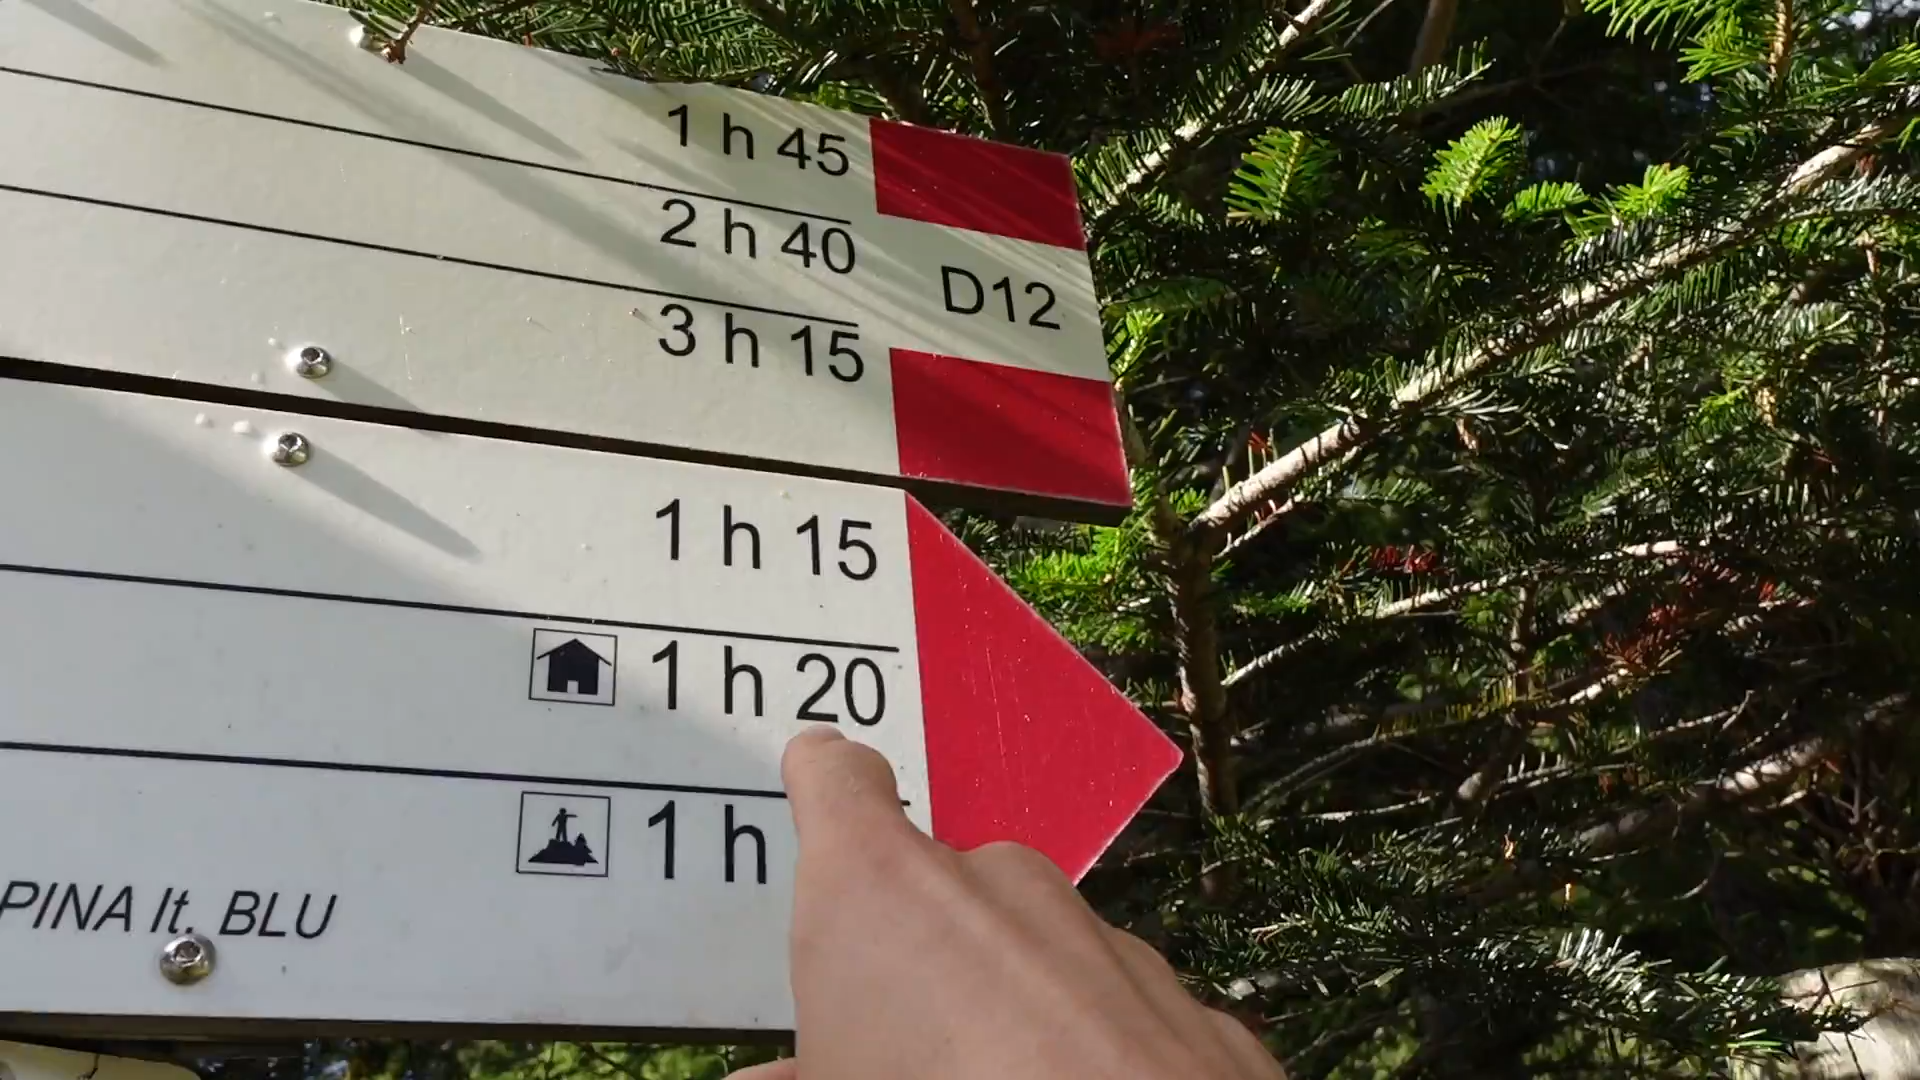 1 h 45
2 h 40
D12
3 h 15
1 h 15
1 h 20
1 h
PINA It. BLU